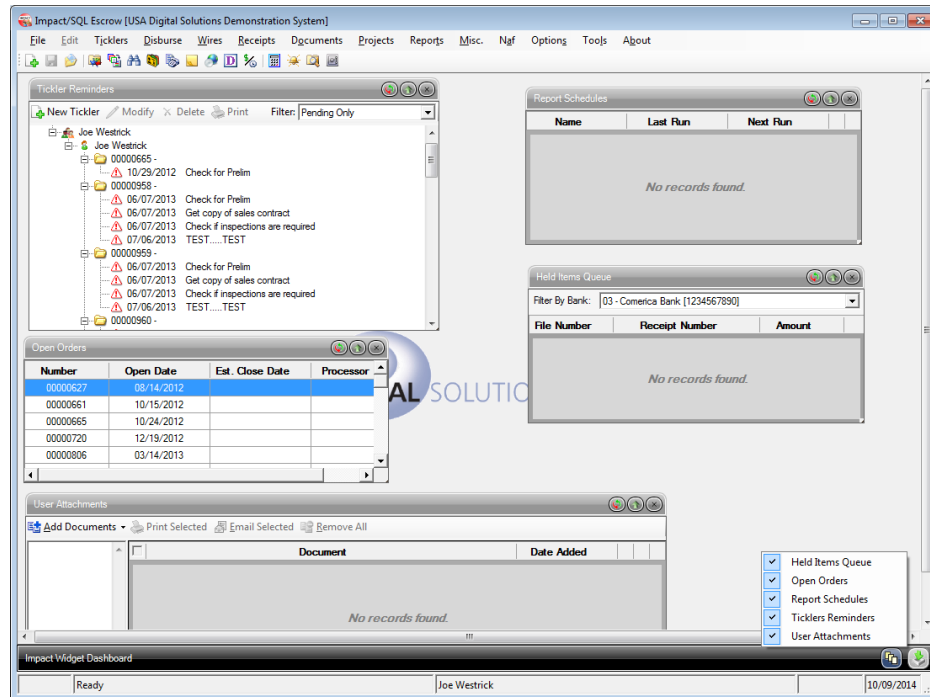 Impact/SQL Escrow [USA Digital Solutions Demonstration System]
File Edit Ticklers Disburse Wires Receipts Documents Projects Reports Misc. Naf Options Tools About
Tickler Reminders
New Tickler Modify Delete Print Filter: Pending Only
Joe Westrick
Joe Westrick
00000665 -
10/29/2012 Check for Prelim
00000958 -
06/07/2013 Check for Prelim
06/07/2013 Get copy of sales contract
06/07/2013 Check if inspections are required
07/06/2013 TEST.....TEST
00000959 -
06/07/2013 Check for Prelim
06/07/2013 Get copy of sales contract
06/07/2013 Check if inspections are required
07/06/2013 TEST.....TEST
00000960 -
Report Schedules
Name Last Run Next Run
No records found.
Held Items Queue
Filter By Bank: 03 - Comerica Bank [1234567890]
File Number Receipt Number Amount
No records found.
Open Orders
Number Open Date Est. Close Date Processor
00000627 08/14/2012
00000661 10/15/2012
00000665 10/24/2012
00000720 12/19/2012
00000806 03/14/2013
AL SOLUTIO
User Attachments
Add Documents Print Selected Email Selected Remove All
Document Date Added
No records found.
Held Items Queue
Open Orders
Report Schedules
Ticklers Reminders
User Attachments
Impact Widget Dashboard
Ready Joe Westrick 10/09/2014